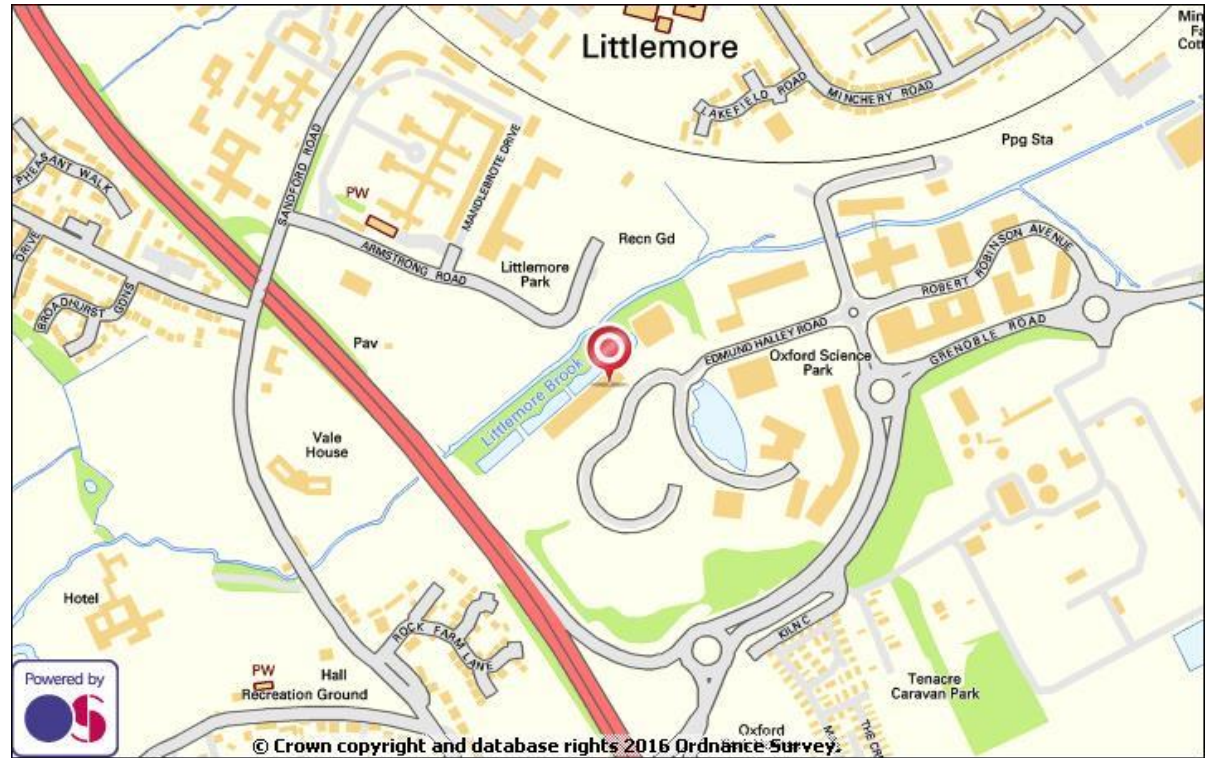 Littlemore
Min
Fa
Cott
LAKEFIELD ROAD
MINCHERY ROAD
Ppg Sta
PHEASANT WALK
SANDFORD ROAD
MANDLEBROTE DRIVE
PW
ARMSTRONG ROAD
Littlemore
Park
Recn Gd
DRIVE
BROADHURST GDNS
ROBERT ROBINSON AVENUE
Pav
Littlemore Brook
EDMUND HALLEY ROAD
Oxford Science
Park
GRENOBLE ROAD
Vale
House
Hotel
ROCK FARM LANE
KILN C
PW
Hall
Recreation Ground
Tenacre
Caravan Park
Powered by
OS
Oxford
THE CR
© Crown copyright and database rights 2016 Ordnance Survey.